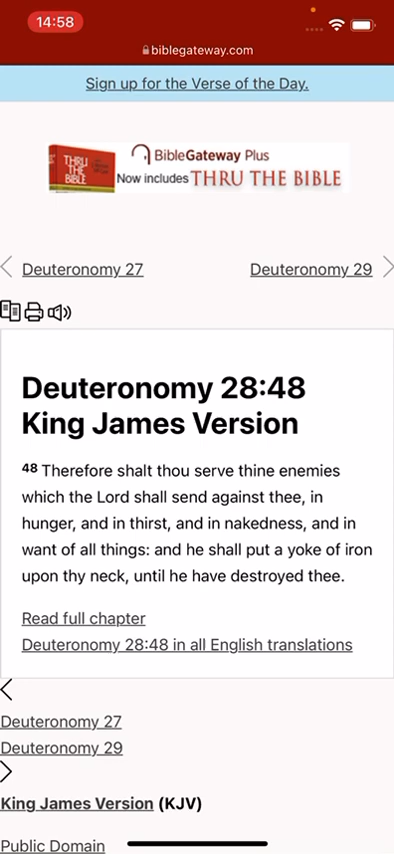 14:58
biblegateway.com
Sign up for the Verse of the Day.
THRU THE BIBLE
BibleGateway Plus
Now includes THRU THE BIBLE
Deuteronomy 27
Deuteronomy 29
Deuteronomy 28:48
King James Version
48 Therefore shalt thou serve thine enemies
which the Lord shall send against thee, in
hunger, and in thirst, and in nakedness, and in
want of all things: and he shall put a yoke of iron
upon thy neck, until he have destroyed thee.
Read full chapter
Deuteronomy 28:48 in all English translations
Deuteronomy 27
Deuteronomy 29
King James Version (KJV)
Public Domain